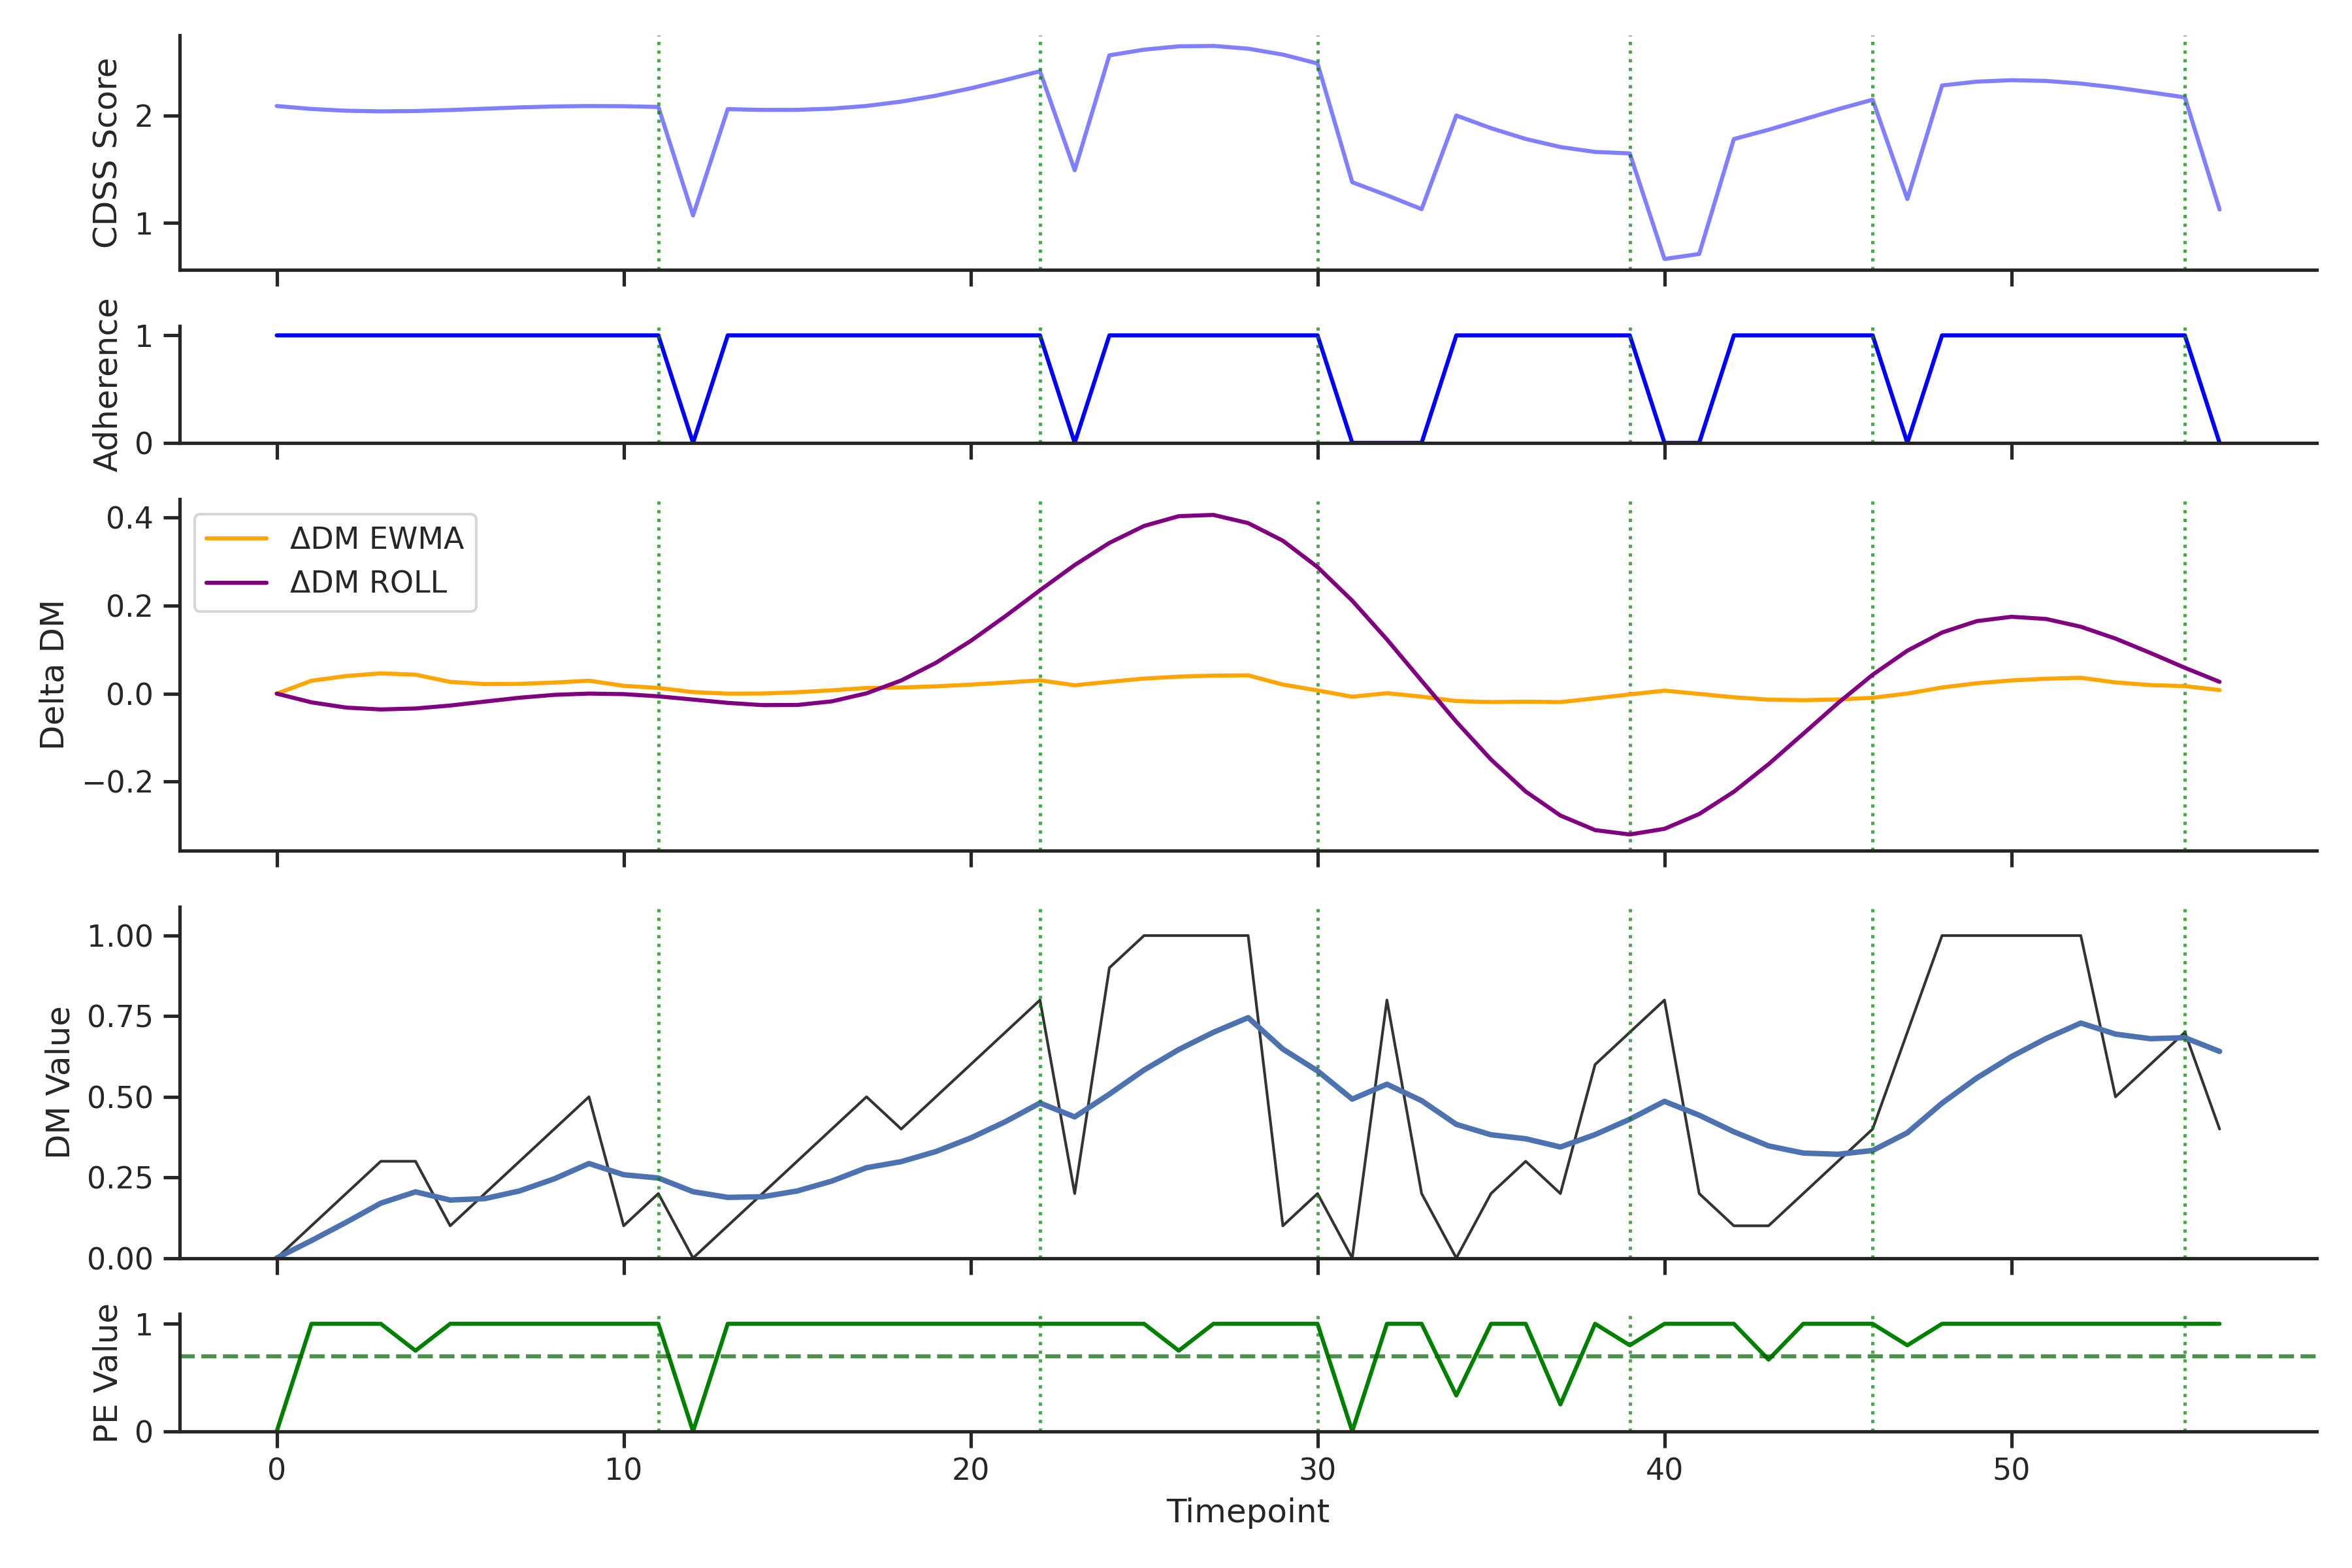 CDSS Score
2
1
Adherence
1
0
Delta DM
0.4
0.2
0.0
−0.2
ΔDM EWMA
ΔDM ROLL
DM Value
1.00
0.75
0.50
0.25
0.00
PE Value
1
0
0 10 20 30 40 50
Timepoint